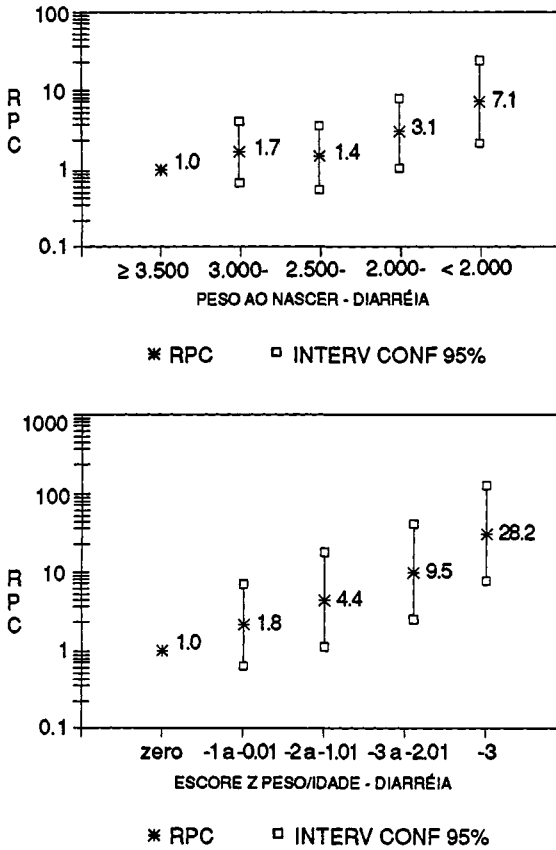 100
10
1
0.1
R
P
C
1.0
1.7
1.4
3.1
7.1
≥ 3.500 3.000- 2.500- 2.000- < 2.000
PESO AO NASCER - DIARRÉIA
RPC INTERV CONF 95%
1000
100
10
1
0.1
R
P
C
1.0
1.8
4.4
9.5
28.2
zero -1 a -0.01 -2 a -1.01 -3 a -2.01 -3
ESCORE Z PESO/IDADE - DIARRÉIA
RPC INTERV CONF 95%